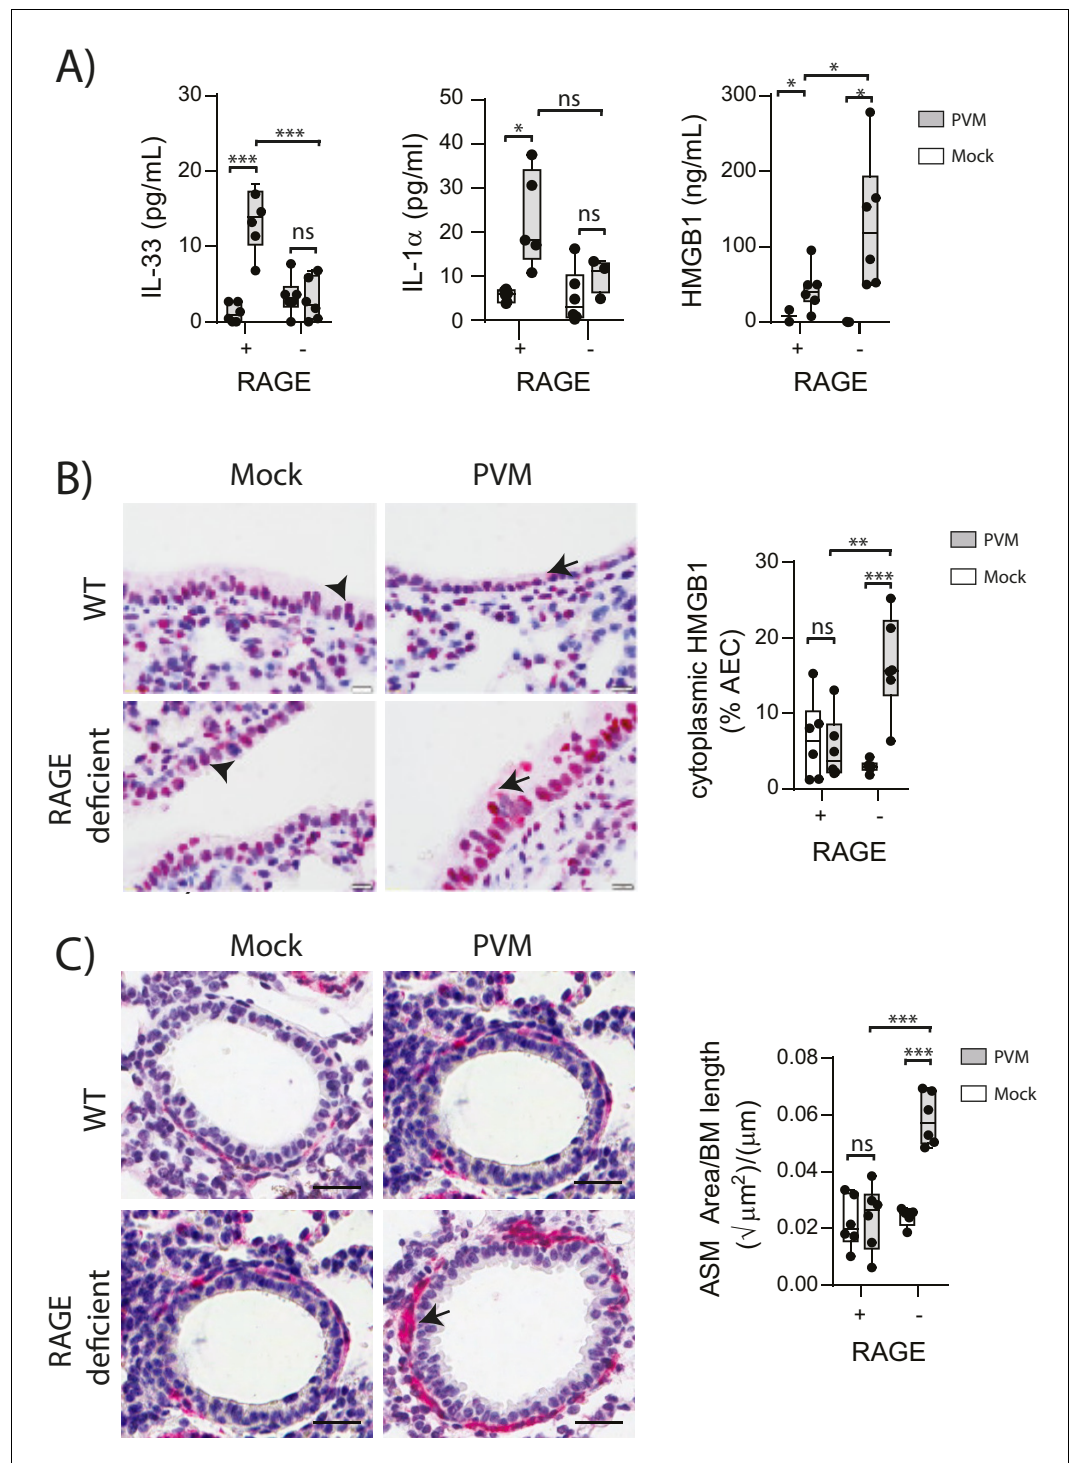 A)
IL-33 (pg/mL)
30
20
10
0
***
***
ns
+
-
RAGE
IL-1α (pg/ml)
50
40
30
20
10
0
*
ns
ns
+
-
RAGE
HMGB1 (ng/mL)
300
200
100
0
*
*
*
+
-
RAGE
PVM
Mock
B)
Mock
PVM
WT
RAGE
deficient
cytoplasmic HMGB1
(% AEC)
30
20
10
0
ns
**
***
+
-
RAGE
PVM
Mock
C)
Mock
PVM
WT
RAGE
deficient
ASM Area/BM length
(√μm²)/(μm
0.08
0.06
0.04
0.02
0.00
ns
***
***
+
-
RAGE
PVM
Mock